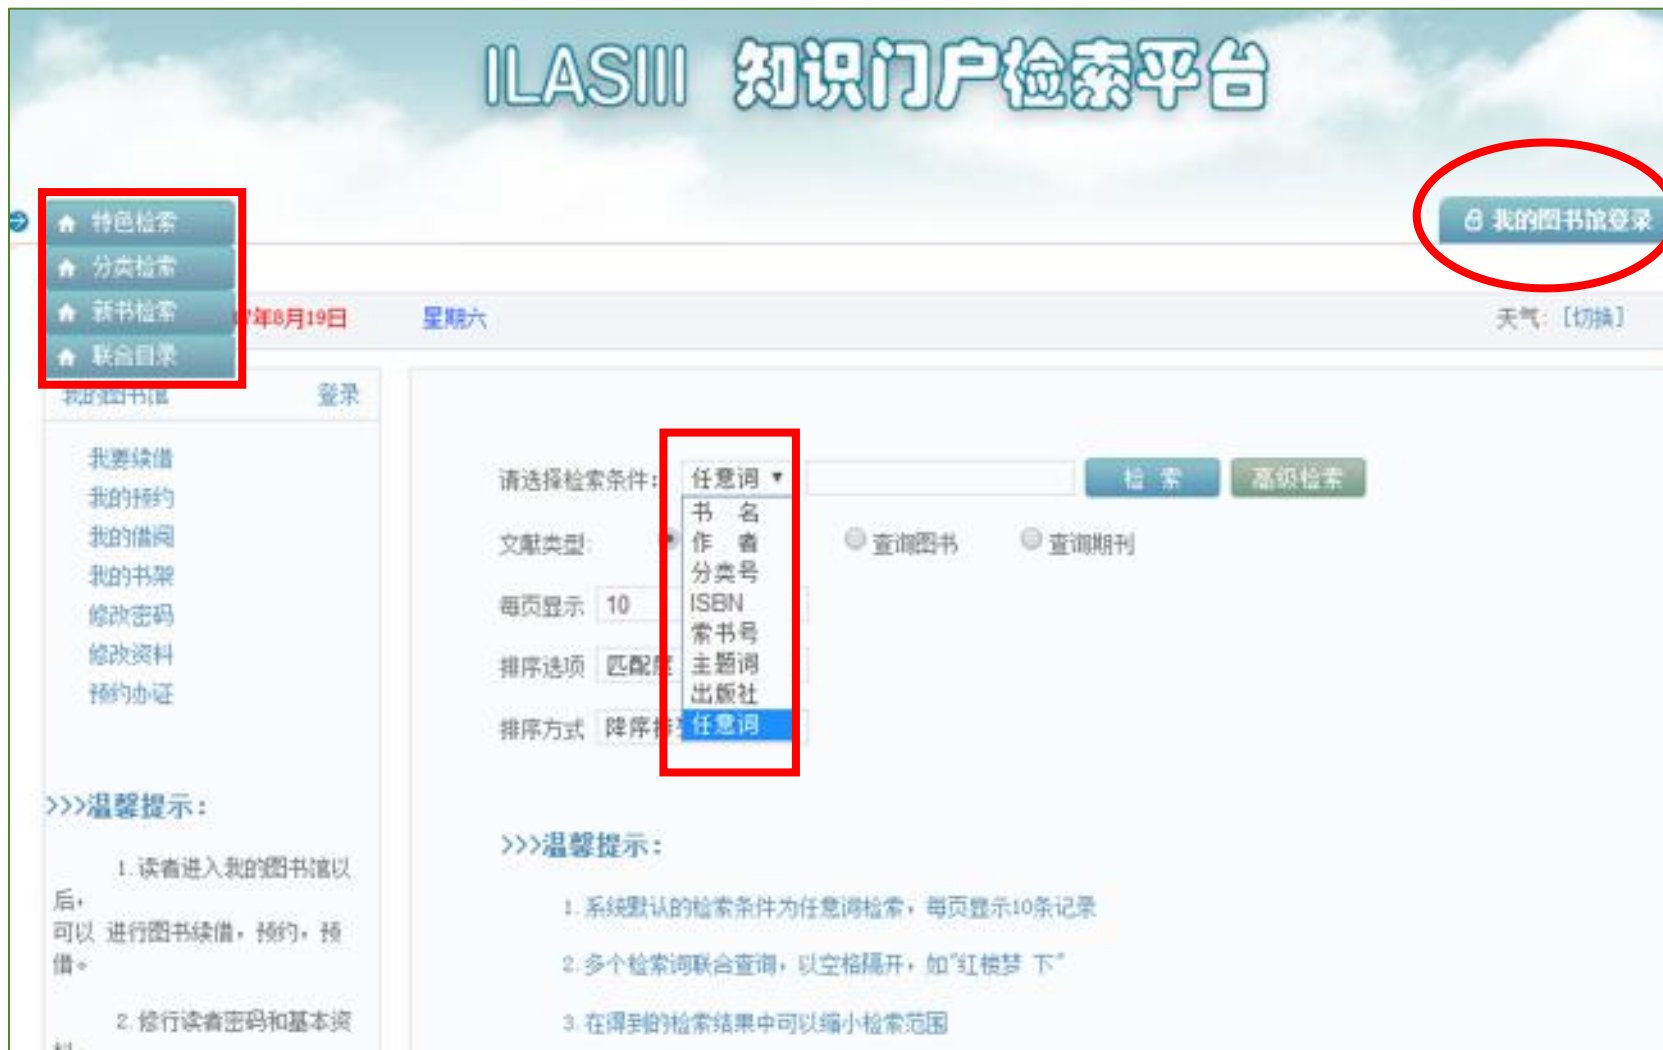 ILASIII 知识门户检索平台
特色检索
我的图书馆登录
分类检索
新书检索
7年8月19日 星期六 天气: [切换]
联合目录
我的图书馆 登录
我要续借
我的预约
我的借阅
我的书架
修改密码
修改资料
预约办证
>>>温馨提示:
1.读者进入我的图书馆以
后,
可以 进行图书续借,预约,预
借。
2.修行读者密码和基本资
料。
请选择检索条件: 任意词 检 索 高级检索
书 名
作 者
分类号
ISBN
索书号
主题词
出版社
任意词
文献类型: 查询图书 查询期刊
每页显示 10
排序选项 匹配度
排序方式 降序排
>>>温馨提示:
1.系统默认的检索条件为任意词检索,每页显示10条记录
2.多个检索词联合查询,以空格隔开,如"红楼梦 下"
3.在得到的检索结果中可以缩小检索范围